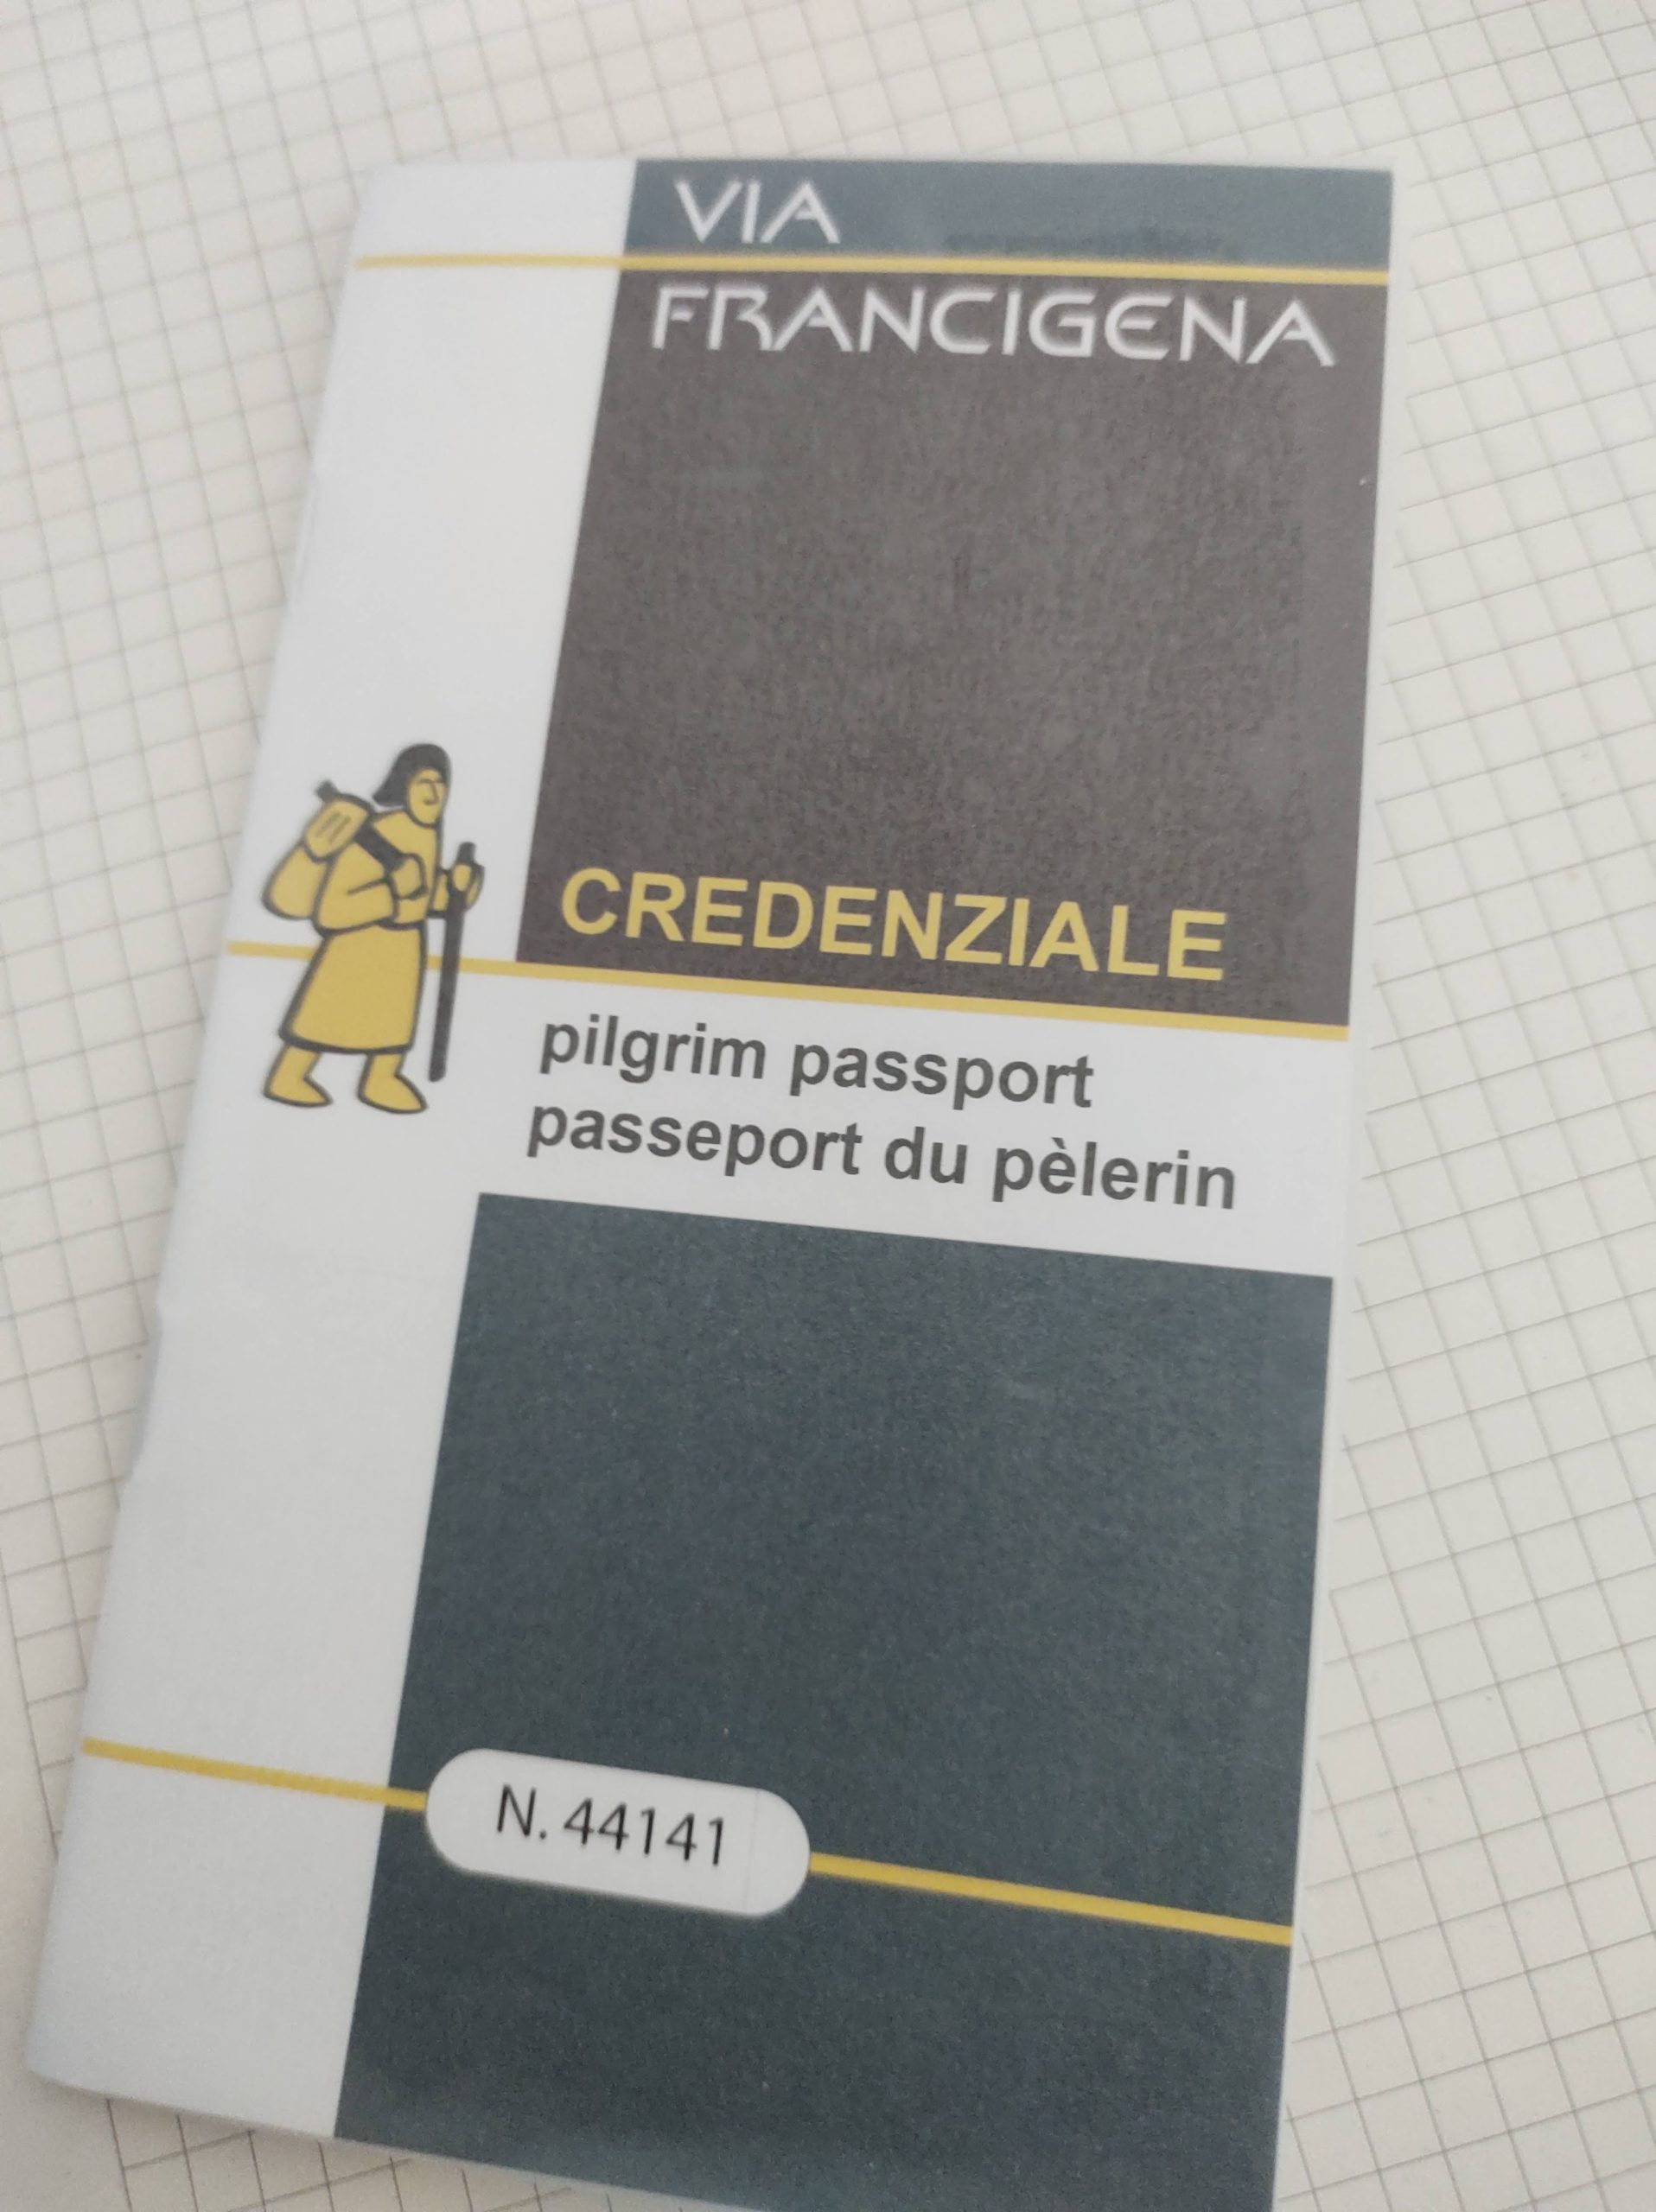 VIA
FRANCIGENA
CREDENZIALE
pilgrim passport
passeport du pèlerin
N. 44141